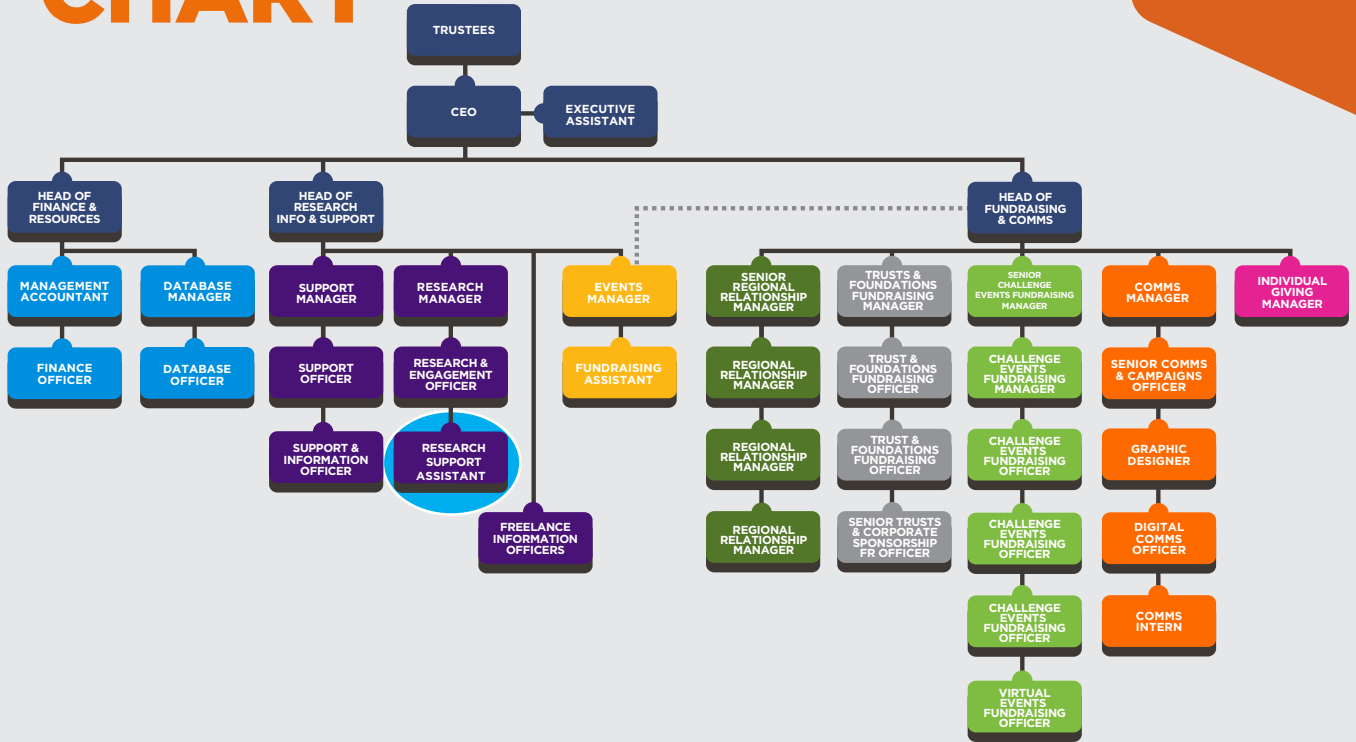 CHART
TRUSTEES
CEO
EXECUTIVE
ASSISTANT
HEAD OF
FINANCE &
RESOURCES
HEAD OF
RESEARCH
INFO & SUPPORT
HEAD OF
FUNDRAISING
& COMMS
MANAGEMENT
ACCOUNTANT
DATABASE
MANAGER
SUPPORT
MANAGER
RESEARCH
MANAGER
EVENTS
MANAGER
SENIOR
REGIONAL
RELATIONSHIP
MANAGER
TRUSTS &
FOUNDATIONS
FUNDRAISING
MANAGER
SENIOR
CHALLENGE
EVENTS FUNDRAISING
MANAGER
COMMS
MANAGER
INDIVIDUAL
GIVING
MANAGER
FINANCE
OFFICER
DATABASE
OFFICER
SUPPORT
OFFICER
RESEARCH &
ENGAGEMENT
OFFICER
FUNDRAISING
ASSISTANT
REGIONAL
RELATIONSHIP
MANAGER
TRUST &
FOUNDATIONS
FUNDRAISING
OFFICER
CHALLENGE
EVENTS
FUNDRAISING
MANAGER
SENIOR COMMS
& CAMPAIGNS
OFFICER
SUPPORT &
INFORMATION
OFFICER
RESEARCH
SUPPORT
ASSISTANT
REGIONAL
RELATIONSHIP
MANAGER
TRUST &
FOUNDATIONS
FUNDRAISING
OFFICER
CHALLENGE
EVENTS
FUNDRAISING
OFFICER
GRAPHIC
DESIGNER
FREELANCE
INFORMATION
OFFICERS
REGIONAL
RELATIONSHIP
MANAGER
SENIOR TRUSTS
& CORPORATE
SPONSORSHIP
FR OFFICER
CHALLENGE
EVENTS
FUNDRAISING
OFFICER
DIGITAL
COMMS
OFFICER
CHALLENGE
EVENTS
FUNDRAISING
OFFICER
COMMS
INTERN
VIRTUAL
EVENTS
FUNDRAISING
OFFICER